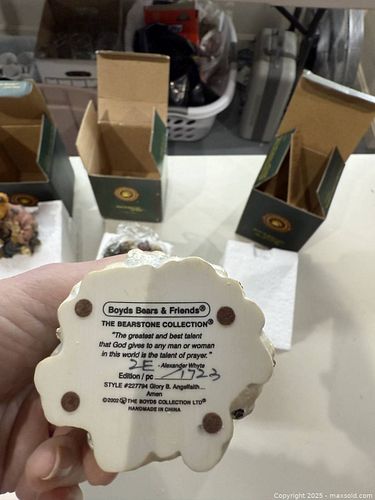 Boyds Bears & Friends®
THE BEARSTONE COLLECTION®
"The greatest and best talent
that God gives to any man or woman
in this world is the talent of prayer."
2E - Alexander Whyte
Edition / pc 1723
STYLE #227794 Glory B. Angelfaith...
Amen
©2002 THE BOYDS COLLECTION LTD®
HANDMADE IN CHINA
Copyright 2025 - maxsold.com